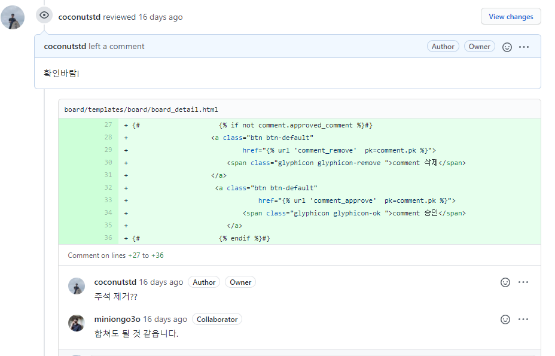 coconutstd reviewed 16 days ago
View changes
coconutstd left a comment
Author
Owner
확인바람!
board/templates/board/board_detail.html
27 + {# {% if not comment.approved_comment %}#}
28 + <a class="btn btn-default"
29 + href="{% url 'comment_remove' pk=comment.pk %}">
30 + <span class="glyphicon glyphicon-remove ">comment 삭제</span>
31 + </a>
32 + <a class="btn btn-default"
33 + href="{% url 'comment_approve' pk=comment.pk %}">
34 + <span class="glyphicon glyphicon-ok ">comment 승인</span>
35 + </a>
36 + {# {% endif %}#}
Comment on lines +27 to +36
coconutstd 16 days ago Author Owner
주석 제거??
miniongo3o 16 days ago Collaborator
합쳐도 될 것 같습니다.